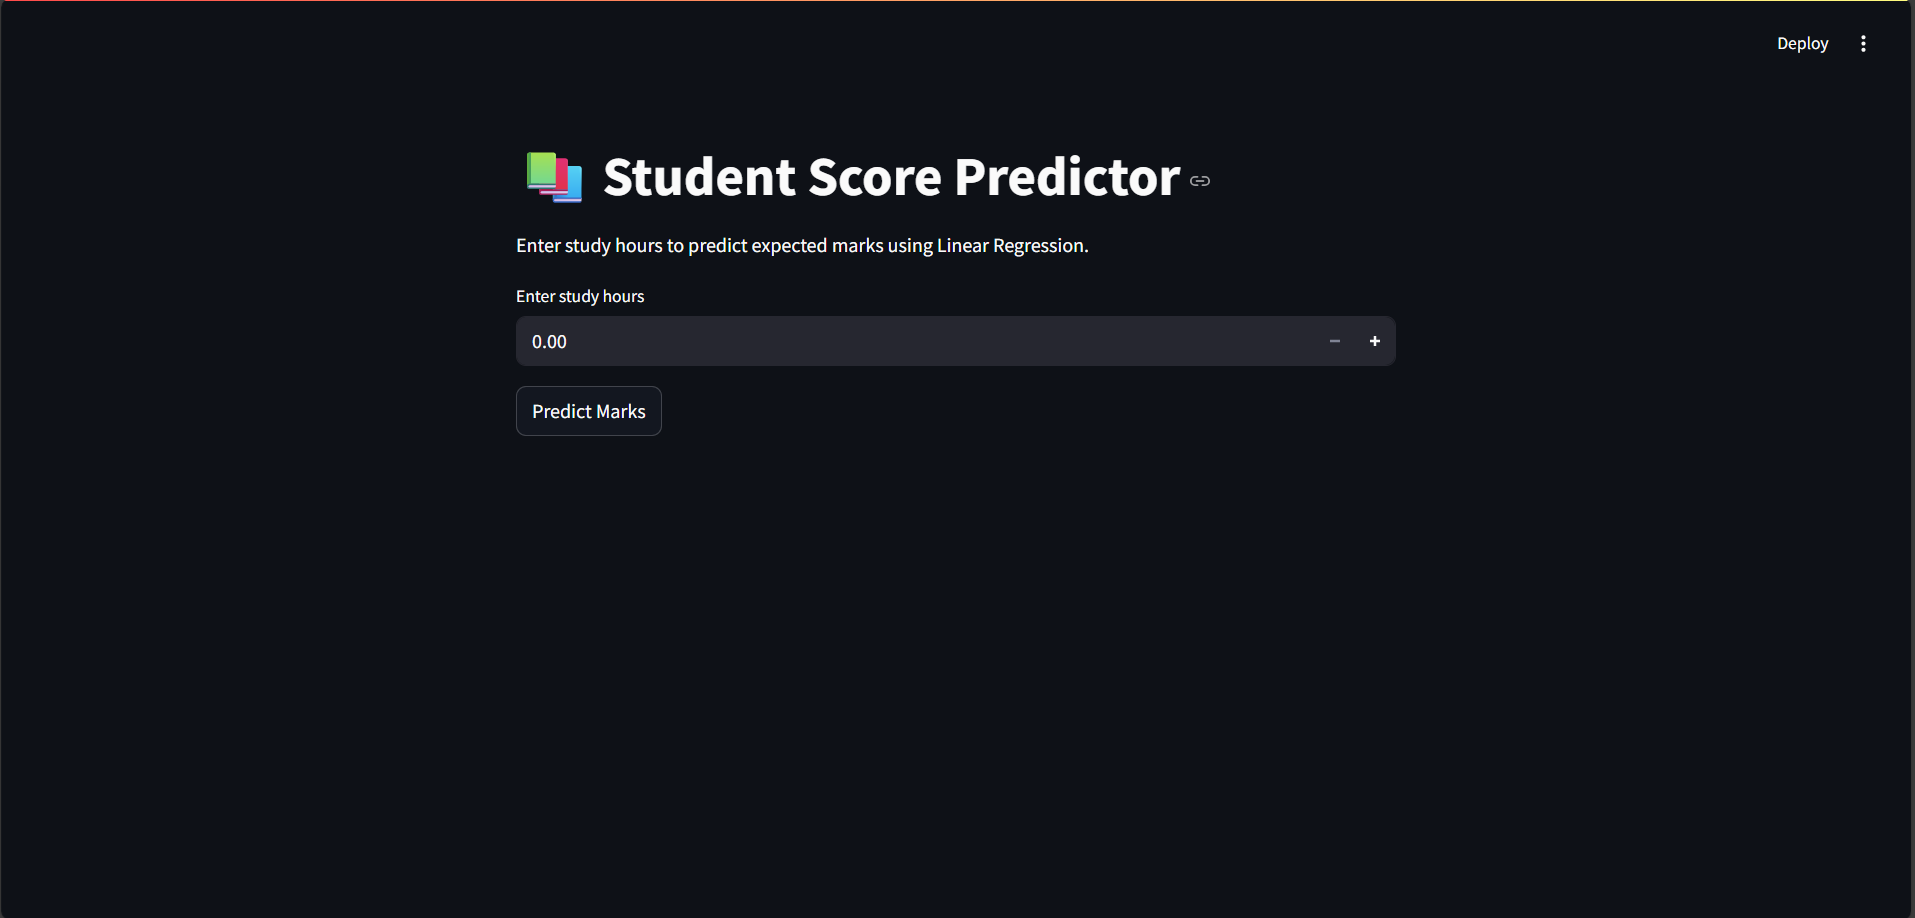 Deploy
Student Score Predictor
Enter study hours to predict expected marks using Linear Regression.
Enter study hours
0.00
Predict Marks